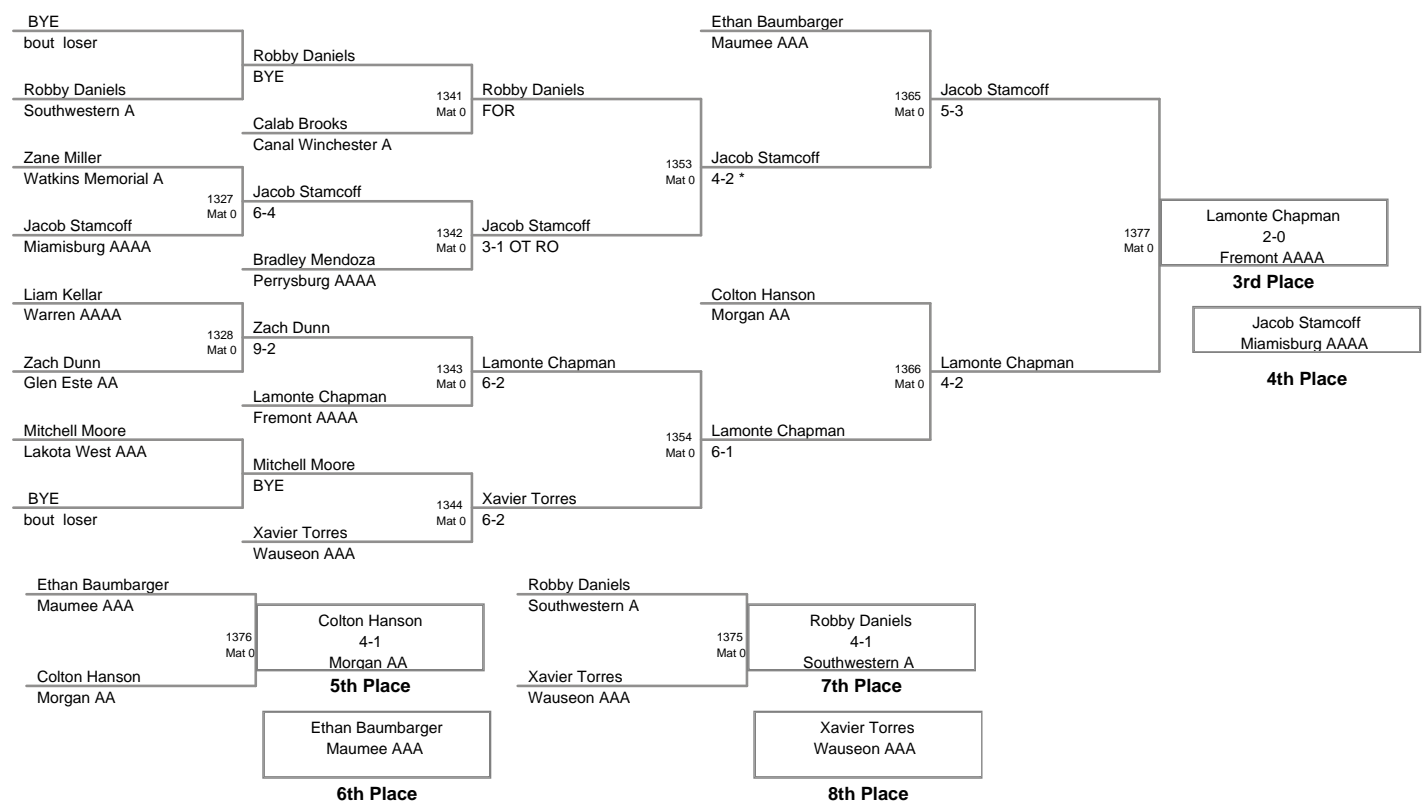 BYE
bout loser
Robby Daniels
Southwestern A
Zane Miller
Watkins Memorial A
1327
Mat 0
Jacob Stamcoff
Miamisburg AAAA
Liam Kellar
Warren AAAA
1328
Mat 0
Zach Dunn
Glen Este AA
Mitchell Moore
Lakota West AAA
BYE
bout loser
Robby Daniels
BYE
1341
Mat 0
Calab Brooks
Canal Winchester A
Jacob Stamcoff
6-4
1342
Mat 0
Bradley Mendoza
Perrysburg AAAA
Zach Dunn
9-2
1343
Mat 0
Lamonte Chapman
Fremont AAAA
Mitchell Moore
BYE
1344
Mat 0
Xavier Torres
Wauseon AAA
Robby Daniels
FOR
1353
Mat 0
Jacob Stamcoff
3-1 OT RO
Lamonte Chapman
6-2
1354
Mat 0
Xavier Torres
6-2
Ethan Baumbarger
Maumee AAA
1365
Mat 0
Jacob Stamcoff
4-2 *
Colton Hanson
Morgan AA
1366
Mat 0
Lamonte Chapman
6-1
Jacob Stamcoff
5-3
1377
Mat 0
Lamonte Chapman
4-2
Lamonte Chapman
2-0
Fremont AAAA
3rd Place
Jacob Stamcoff
Miamisburg AAAA
4th Place
Ethan Baumbarger
Maumee AAA
1376
Mat 0
Colton Hanson
Morgan AA
Colton Hanson
4-1
Morgan AA
5th Place
Ethan Baumbarger
Maumee AAA
6th Place
Robby Daniels
Southwestern A
1375
Mat 0
Xavier Torres
Wauseon AAA
Robby Daniels
4-1
Southwestern A
7th Place
Xavier Torres
Wauseon AAA
8th Place